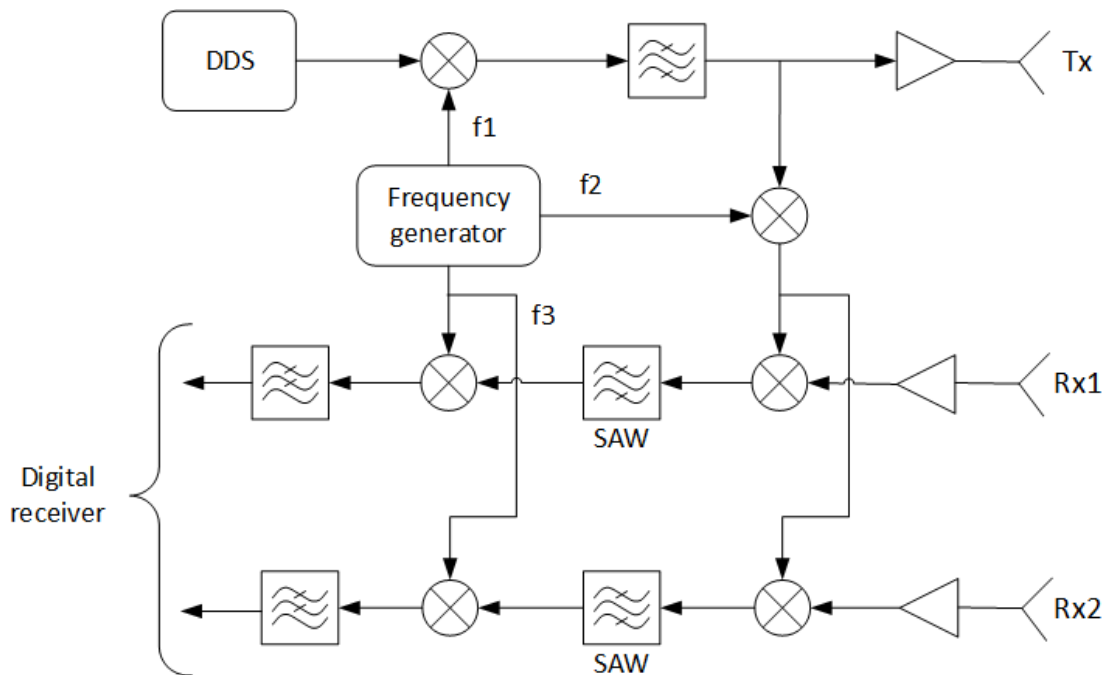 DDS
Tx
f1
Frequency
generator
f2
f3
Rx1
SAW
Digital
receiver
Rx2
SAW